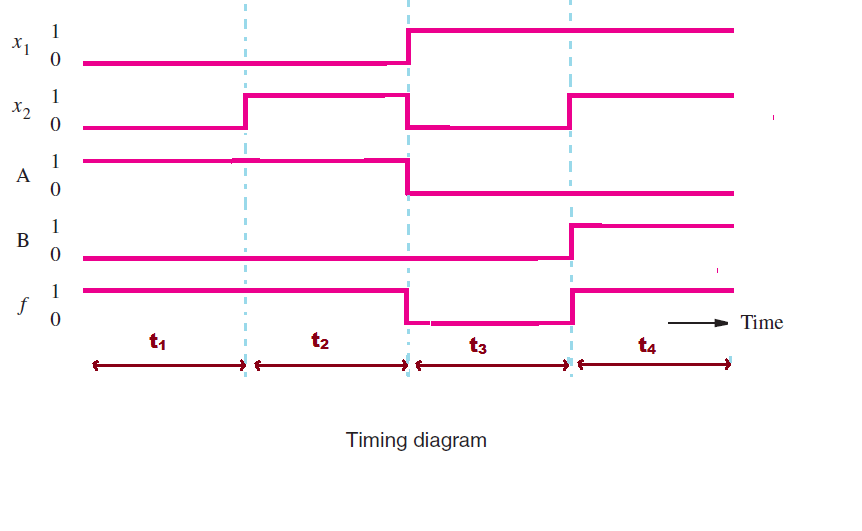 x1 1
0
x2 1
0
A 1
0
B 1
0
f 1
0
Time
t1 t2 t3 t4
Timing diagram